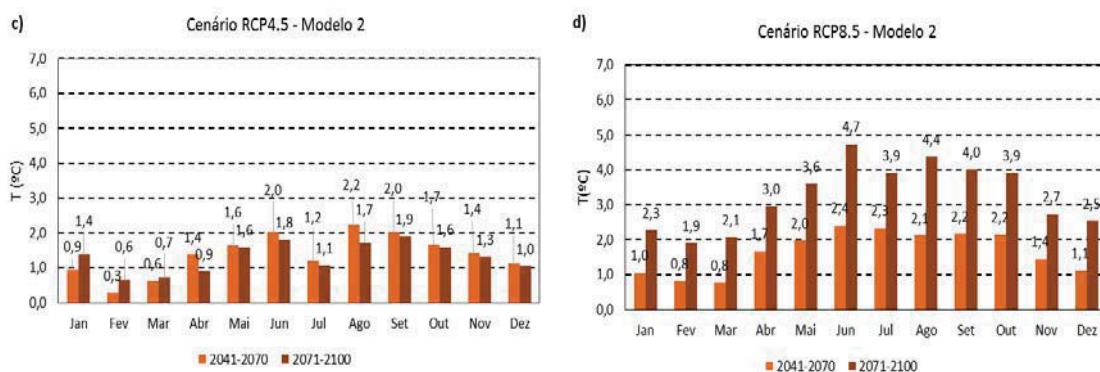 c)
Cenário RCP4.5 - Modelo 2
T (ºC)
7,0
6,0
5,0
4,0
3,0
2,0
1,0
0,0
0,9 1,4 0,3 0,6 0,6 0,7 1,4 0,9 1,6 1,6 2,0 1,8 1,2 1,1 2,2 1,7 2,0 1,9 1,7 1,6 1,4 1,3 1,1 1,0
Jan Fev Mar Abr Mai Jun Jul Ago Set Out Nov Dez
2041-2070 2071-2100
d)
Cenário RCP8.5 - Modelo 2
T(ºC)
7,0
6,0
5,0
4,0
3,0
2,0
1,0
0,0
1,0 2,3 0,8 1,9 0,8 2,1 1,7 3,0 2,0 3,6 2,4 4,7 2,3 3,9 2,1 4,4 2,2 4,0 2,2 3,9 1,4 2,7 1,1 2,5
Jan Fev Mar Abr Mai Jun Jul Ago Set Out Nov Dez
2041-2070 2071-2100